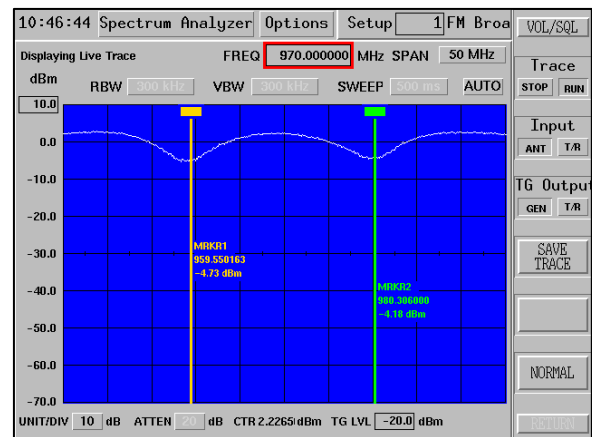 10:46:44 Spectrum Analyzer Options Setup 1 FM Broa
Displaying Live Trace FREQ 970.000000 MHz SPAN 50 MHz
dBm RBW 300 kHz VBW 300 kHz SWEEP 500 ms AUTO
10.0
0.0
-10.0
-20.0
-30.0
-40.0
-50.0
-60.0
-70.0
MRKR1
959.550163
-4.73 dBm
MRKR2
980.306000
-4.18 dBm
UNIT/DIV 10 dB ATTEN 20 dB CTR 2.2265 dBm TG LVL -20.0 dBm
VOL/SQL
Trace
STOP RUN
Input
ANT T/R
TG Output
GEN T/R
SAVE
TRACE
NORMAL
RETURN